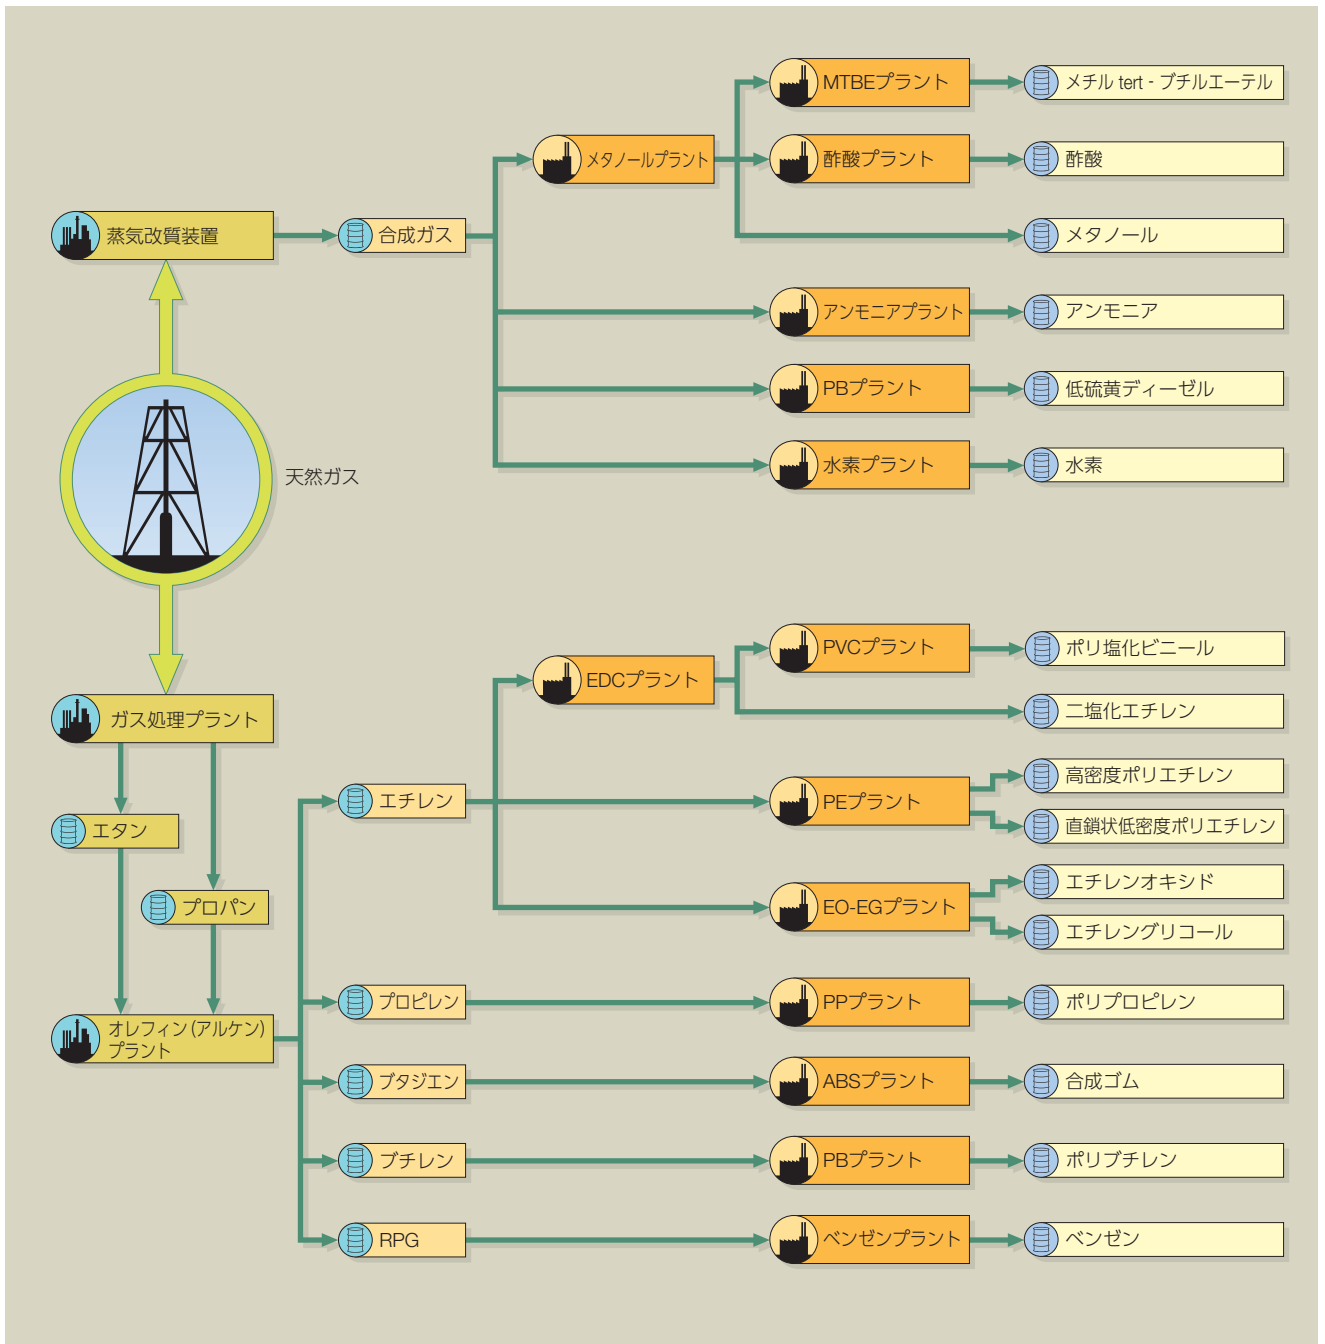 MTBEプラント
メチル tert - ブチルエーテル
メタノールプラント
酢酸プラント
酢酸
蒸気改質装置
合成ガス
メタノール
アンモニアプラント
アンモニア
PBプラント
低硫黄ディーゼル
水素プラント
水素
天然ガス
PVCプラント
ポリ塩化ビニール
EDCプラント
二塩化エチレン
ガス処理プラント
高密度ポリエチレン
エチレン
PEプラント
直鎖状低密度ポリエチレン
エタン
エチレンオキシド
プロパン
EO-EGプラント
エチレングリコール
プロピレン
PPプラント
ポリプロピレン
オレフィン(アルケン)
プラント
ブタジエン
ABSプラント
合成ゴム
ブチレン
PBプラント
ポリブチレン
RPG
ベンゼンプラント
ベンゼン